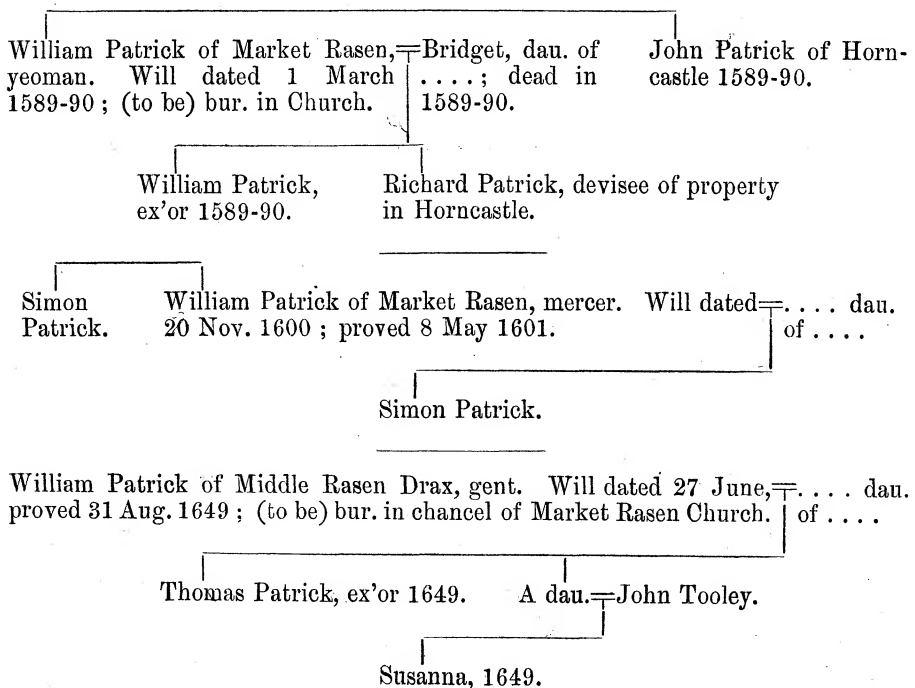 William Patrick of Market Rasen,
yeoman. Will dated 1 March
1589-90 ; (to be) bur. in Church.
Bridget, dau. of
. . . . ; dead in
1589-90.
John Patrick of Horn-
castle 1589-90.
William Patrick,
ex'or 1589-90.
Richard Patrick, devisee of property
in Horncastle.
Simon
Patrick.
William Patrick of Market Rasen, mercer. Will dated
20 Nov. 1600 ; proved 8 May 1601.
. . . . dau.
of . . . .
Simon Patrick.
William Patrick of Middle Rasen Drax, gent. Will dated 27 June,
proved 31 Aug. 1649 ; (to be) bur. in chancel of Market Rasen Church.
. . . . dau.
of . . . .
Thomas Patrick, ex'or 1649.
A dau.=John Tooley.
Susanna, 1649.